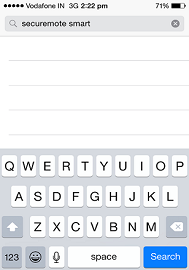 Vodafone IN 3G 2:22 pm 71%
securemote smart
Q W E R T Y U I O P
A S D F G H J K L
Z X C V B N M
123 space Search